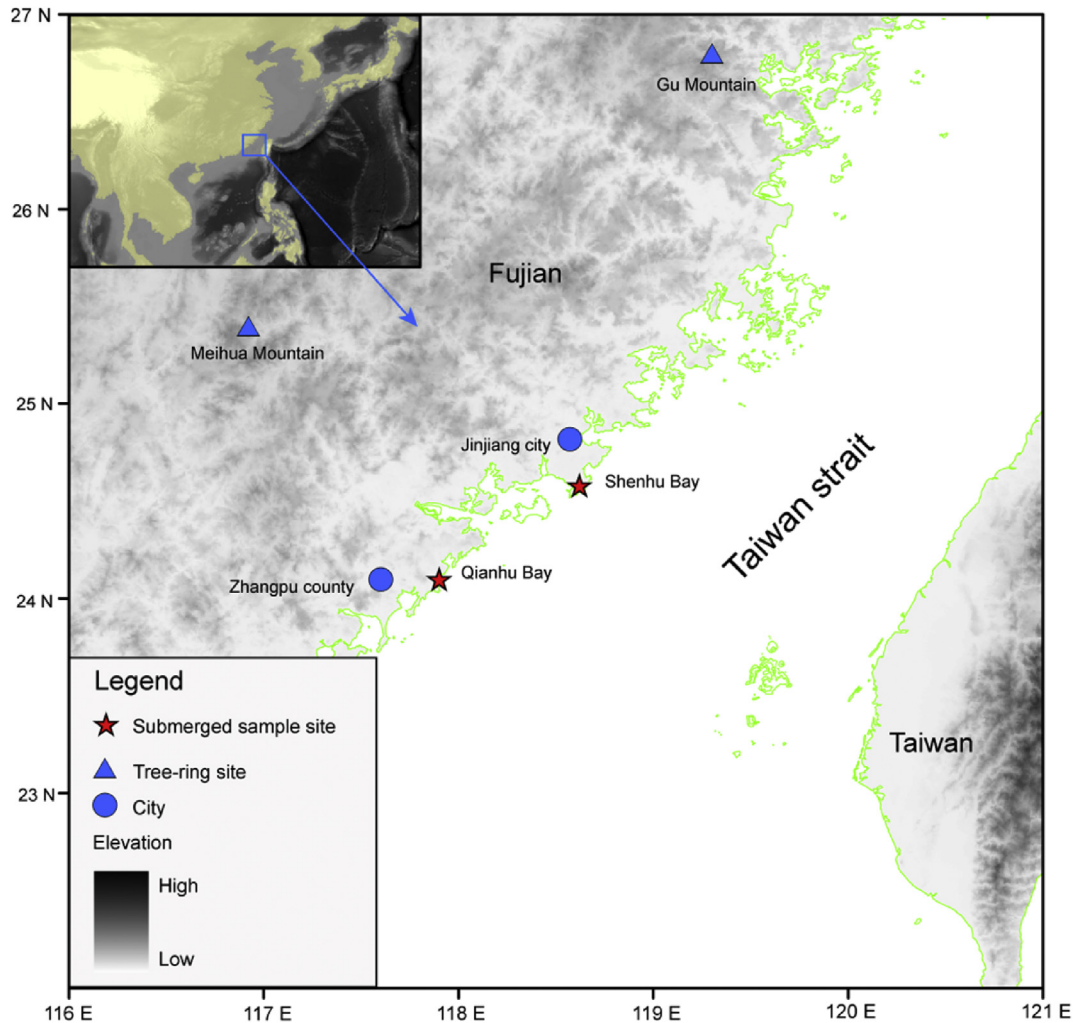 27 N
Gu Mountain
26 N
Fujian
Meihua Mountain
25 N
Jinjiang city
Shenhu Bay
Taiwan strait
Qianhu Bay
Zhangpu county
24 N
Legend
Submerged sample site
Tree-ring site
City
Elevation
High
Low
Taiwan
23 N
116 E
117 E
118 E
119 E
120 E
121 E